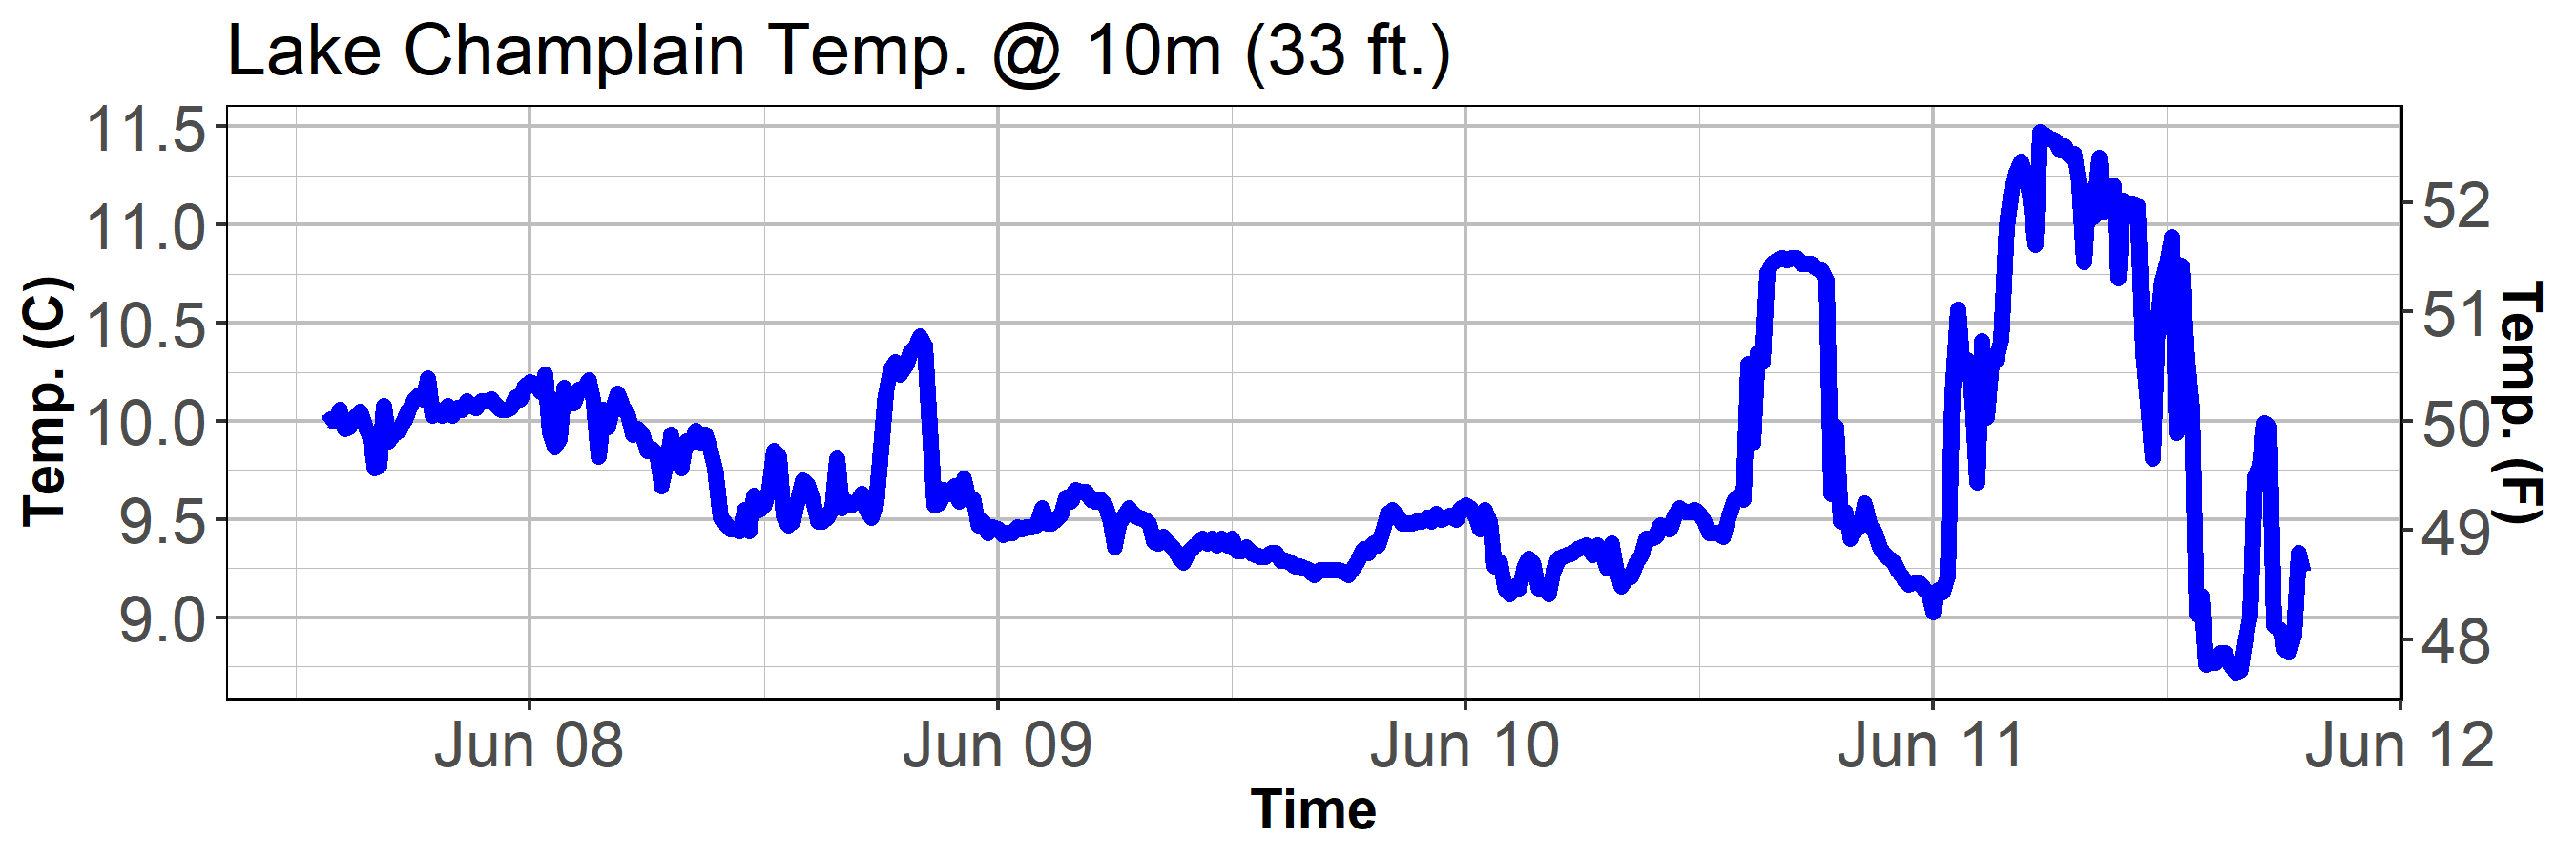 Lake Champlain Temp. @ 10m (33 ft.)
11.5
11.0
10.5
10.0
9.5
9.0
Temp. (C)
52
51
50
49
48
Temp. (F)
Jun 08 Jun 09 Jun 10 Jun 11 Jun 12
Time